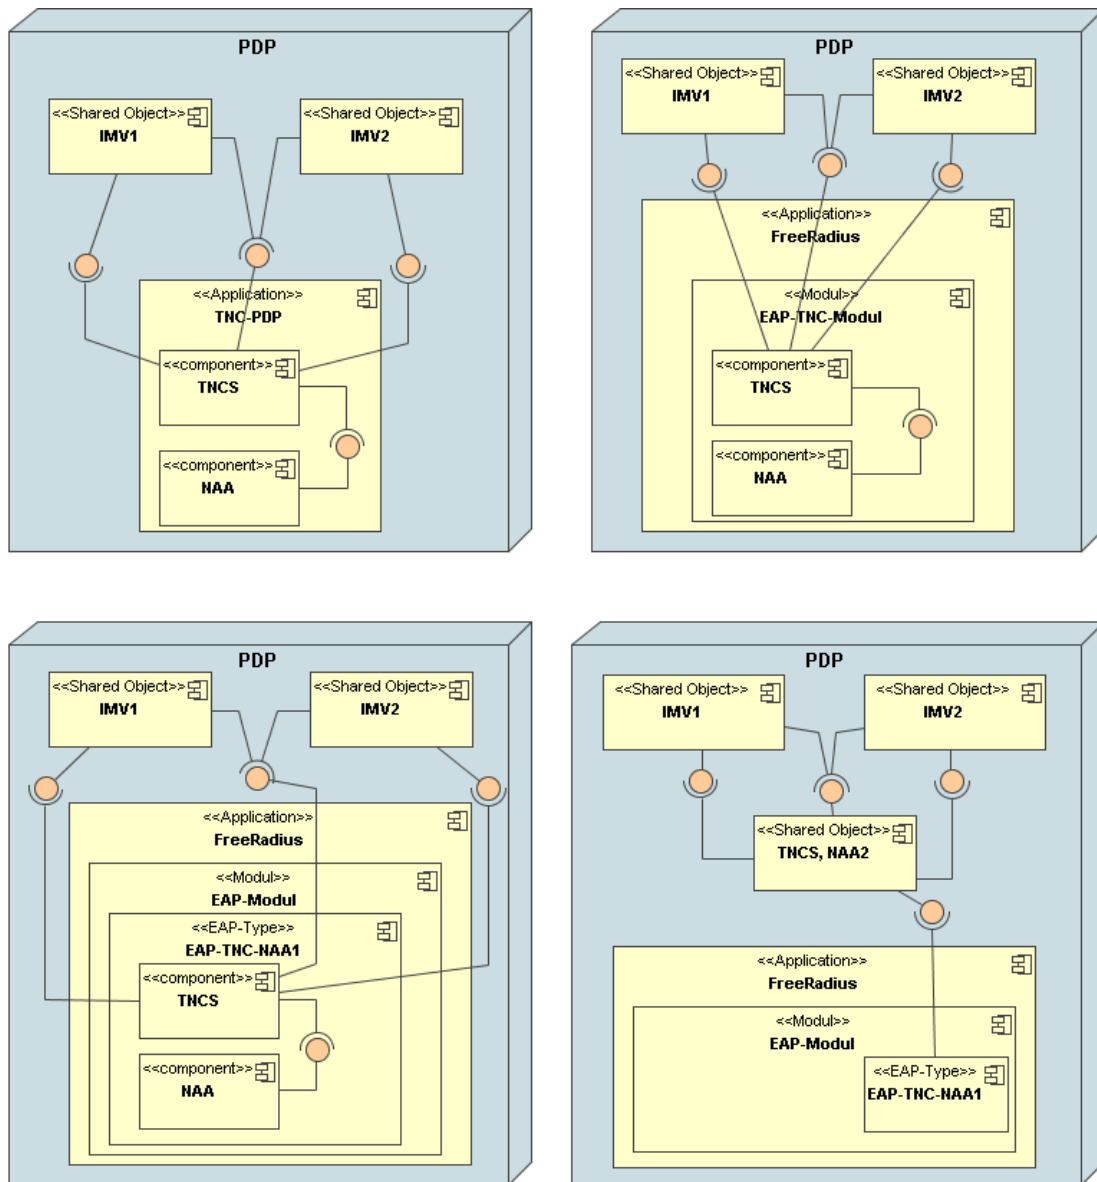 PDP
<<Shared Object>>
IMV1
<<Shared Object>>
IMV2
<<Application>>
TNC-PDP
<<component>>
TNCS
<<component>>
NAA
PDP
<<Shared Object>>
IMV1
<<Shared Object>>
IMV2
<<Application>>
FreeRadius
<<Modul>>
EAP-TNC-Modul
<<component>>
TNCS
<<component>>
NAA
PDP
<<Shared Object>>
IMV1
<<Shared Object>>
IMV2
<<Application>>
FreeRadius
<<Modul>>
EAP-Modul
<<EAP-Type>>
EAP-TNC-NAA1
<<component>>
TNCS
<<component>>
NAA
PDP
<<Shared Object>>
IMV1
<<Shared Object>>
IMV2
<<Shared Object>>
TNCS, NAA2
<<Application>>
FreeRadius
<<Modul>>
EAP-Modul
<<EAP-Type>>
EAP-TNC-NAA1